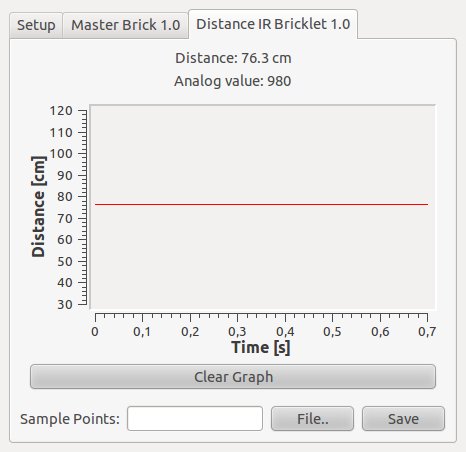 Setup Master Brick 1.0 Distance IR Bricklet 1.0
Distance: 76.3 cm
Analog value: 980
Distance [cm]
120
110
100
90
80
70
60
50
40
30
0 0,1 0,2 0,3 0,4 0,5 0,6 0,7
Time [s]
Clear Graph
Sample Points: File.. Save